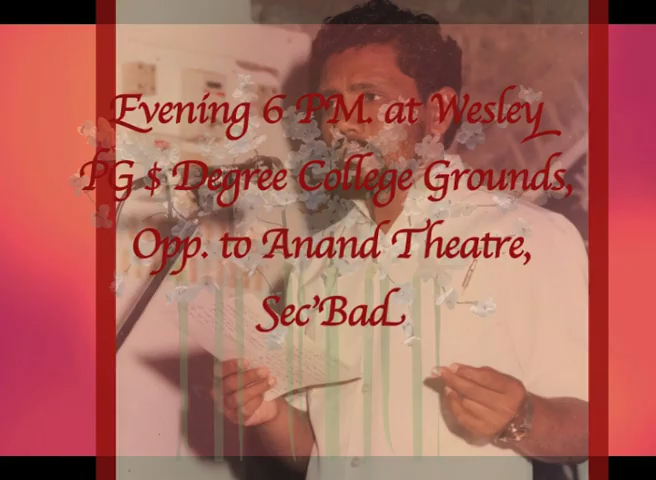 Evening 6 PM. at Wesley
PG $ Degree College Grounds,
Opp. to Anand Theatre,
Sec'Bad